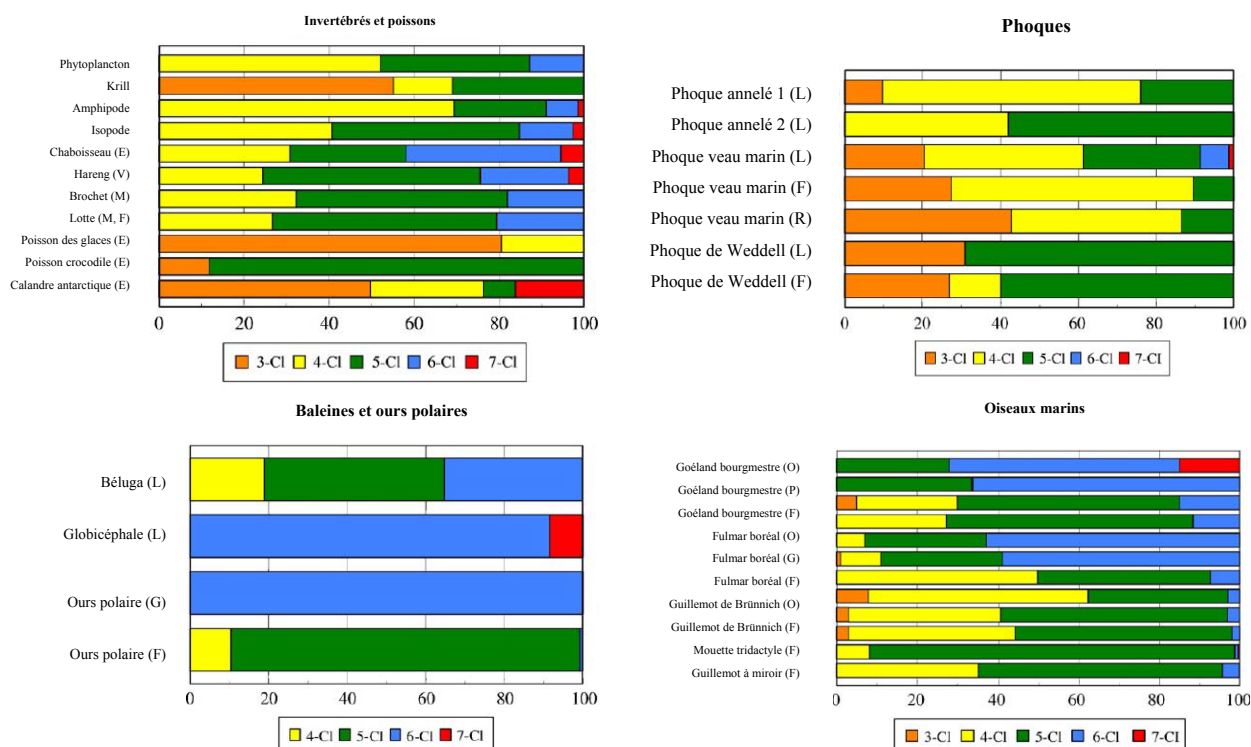 Invertébrés et poissons
Phytoplancton
Krill
Amphipode
Isopode
Chaboisseau (E)
Hareng (V)
Brochet (M)
Lotte (M, F)
Poisson des glaces (E)
Poisson crocodile (E)
Calandre antarctique (E)
0 20 40 60 80 100
3-Cl 4-Cl 5-Cl 6-Cl 7-Cl
Phoques
Phoque annelé 1 (L)
Phoque annelé 2 (L)
Phoque veau marin (L)
Phoque veau marin (F)
Phoque veau marin (R)
Phoque de Weddell (L)
Phoque de Weddell (F)
0 20 40 60 80 100
3-Cl 4-Cl 5-Cl 6-Cl 7-Cl
Baleines et ours polaires
Béluga (L)
Globicéphale (L)
Ours polaire (G)
Ours polaire (F)
0 20 40 60 80 100
4-Cl 5-Cl 6-Cl 7-Cl
Oiseaux marins
Goéland bourgmestre (O)
Goéland bourgmestre (P)
Goéland bourgmestre (F)
Fulmar boréal (O)
Fulmar boréal (G)
Fulmar boréal (F)
Guillemot de Brünnich (O)
Guillemot de Brünnich (F)
Mouette tridactyle (F)
Guillemot à miroir (F)
0 20 40 60 80 100
3-Cl 4-Cl 5-Cl 6-Cl 7-Cl